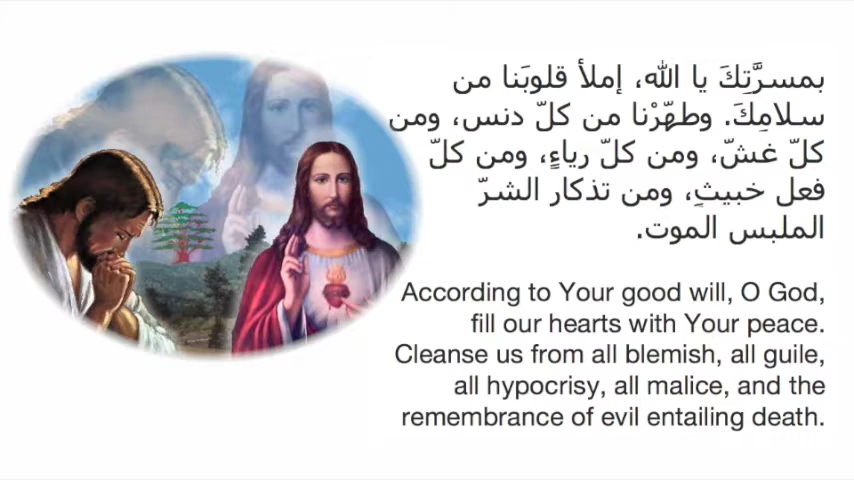 بمسرَّتِكَ يا الله، إملأ قلوبَنا من
سلامِكَ. وطهّرْنا من كلّ دنس، ومن
كلّ غشّ، ومن كلّ رياءٍ، ومن كلّ
فعل خبيثٍ، ومن تذكار الشرّ
الملبس الموت.
According to Your good will, O God,
fill our hearts with Your peace.
Cleanse us from all blemish, all guile,
all hypocrisy, all malice, and the
remembrance of evil entailing death.